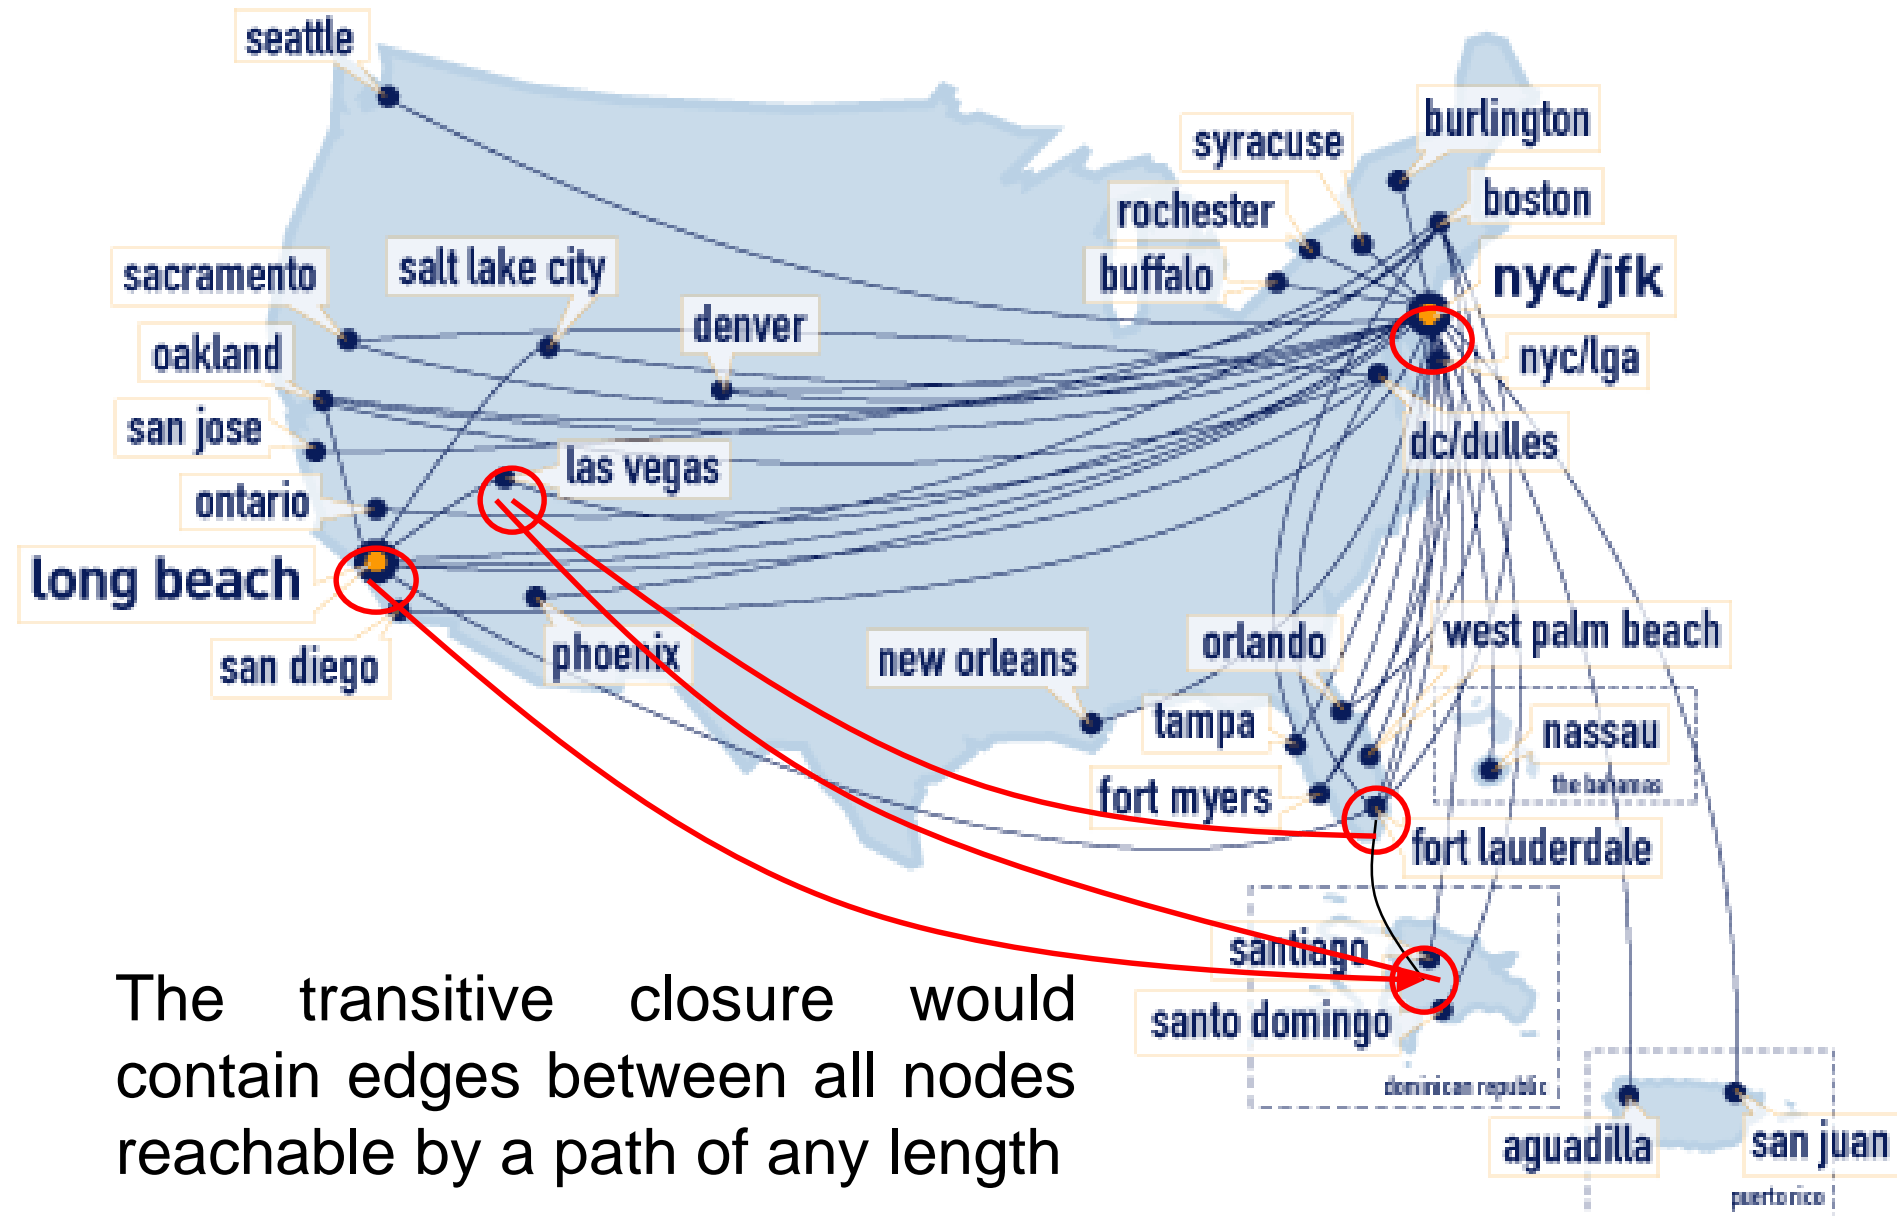 seattle
burlington
syracuse
boston
rochester
sacramento
salt lake city
buffalo
nyc/jfk
denver
oakland
nyc/lga
san jose
dc/dulles
las vegas
ontario
long beach
orlando
west palm beach
san diego
phoenix
new orleans
tampa
nassau
the bahamas
fort myers
fort lauderdale
santiago
santo domingo
dominican republic
aguadilla
san juan
puerto rico
The transitive closure would
contain edges between all nodes
reachable by a path of any length